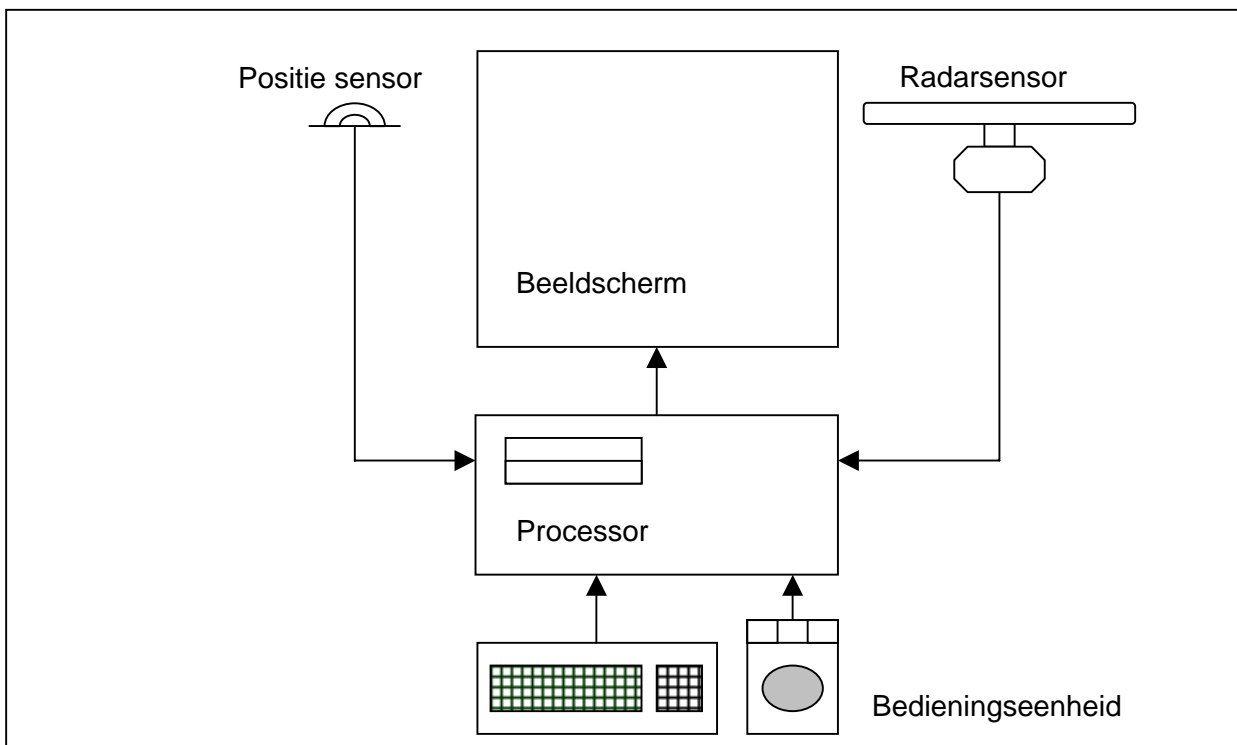 Positie sensor
Radarsensor
Beeldscherm
Processor
Bedieningseenheid